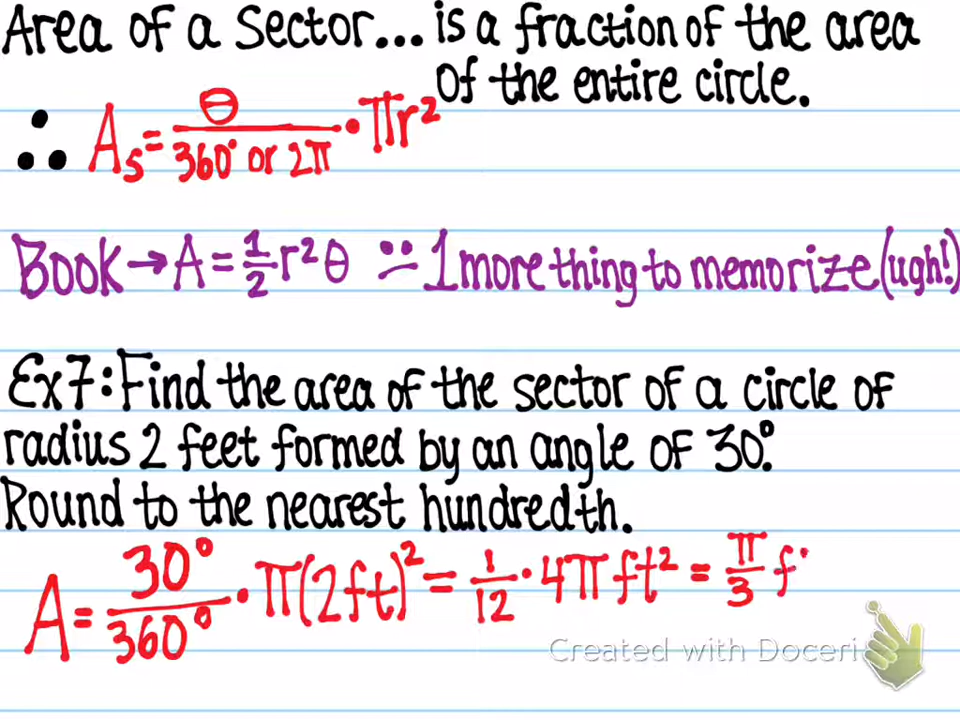 Area of a Sector... is a fraction of the area
of the entire circle.
∴ As = θ/360° or 2π · πr²
Book → A = 1/2 r²θ 1 more thing to memorize (ugh!)
Ex7: Find the area of the sector of a circle of
radius 2 feet formed by an angle of 30°.
Round to the nearest hundredth.
A = 30°/360° · π(2ft)² = 1/12 · 4π ft² = π/3 f
Created with Doceri